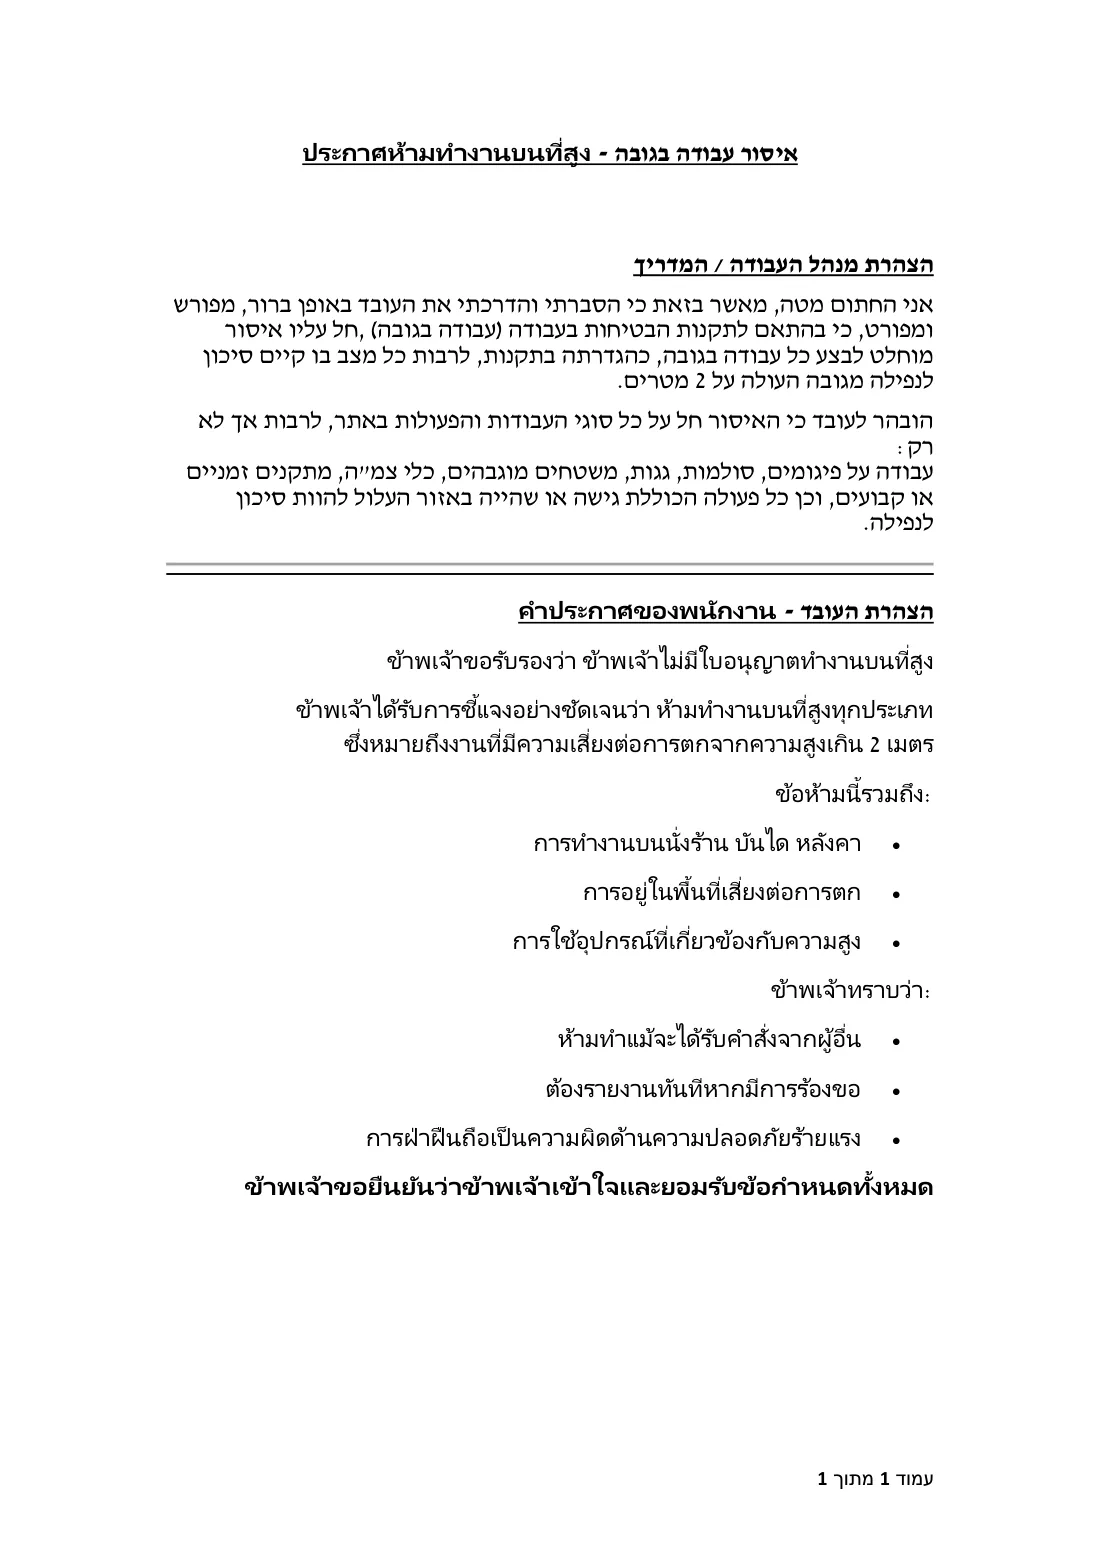 איסור עבודה בגובה - ประกาศห้ามทำงานบนที่สูง
הצהרת מנהל העבודה / המדריך
אני החתום מטה, מאשר בזאת כי הסברתי והדרכתי את העובד באופן ברור, מפורש
ומפורט, כי בהתאם לתקנות הבטיחות בעבודה (עבודה בגובה) ,חל עליו איסור
מוחלט לבצע כל עבודה בגובה, כהגדרתה בתקנות, לרבות כל מצב בו קיים סיכון
לנפילה מגובה העולה על 2 מטרים.
הובהר לעובד כי האיסור חל על כל סוגי העבודות והפעולות באתר, לרבות אך לא
רק :
עבודה על פיגומים, סולמות, גגות, משטחים מוגבהים, כלי צמ״ה, מתקנים זמניים
או קבועים, וכן כל פעולה הכוללת גישה או שהייה באזור העלול להוות סיכון
לנפילה.
הצהרת העובד - คำประกาศของพนักงาน
ข้าพเจ้าขอรับรองว่า ข้าพเจ้าไม่มีใบอนุญาตทำงานบนที่สูง
ข้าพเจ้าได้รับการชี้แจงอย่างชัดเจนว่า ห้ามทำงานบนที่สูงทุกประเภท
ซึ่งหมายถึงงานที่มีความเสี่ยงต่อการตกจากความสูงเกิน 2 เมตร
ข้อห้ามนี้รวมถึง:
• การทำงานบนนั่งร้าน บันได หลังคา
• การอยู่ในพื้นที่เสี่ยงต่อการตก
• การใช้อุปกรณ์ที่เกี่ยวข้องกับความสูง
ข้าพเจ้าทราบว่า:
• ห้ามทำแม้จะได้รับคำสั่งจากผู้อื่น
• ต้องรายงานทันทีหากมีการร้องขอ
• การฝ่าฝืนถือเป็นความผิดด้านความปลอดภัยร้ายแรง
ข้าพเจ้าขอยืนยันว่าข้าพเจ้าเข้าใจและยอมรับข้อกำหนดทั้งหมด
עמוד 1 מתוך 1